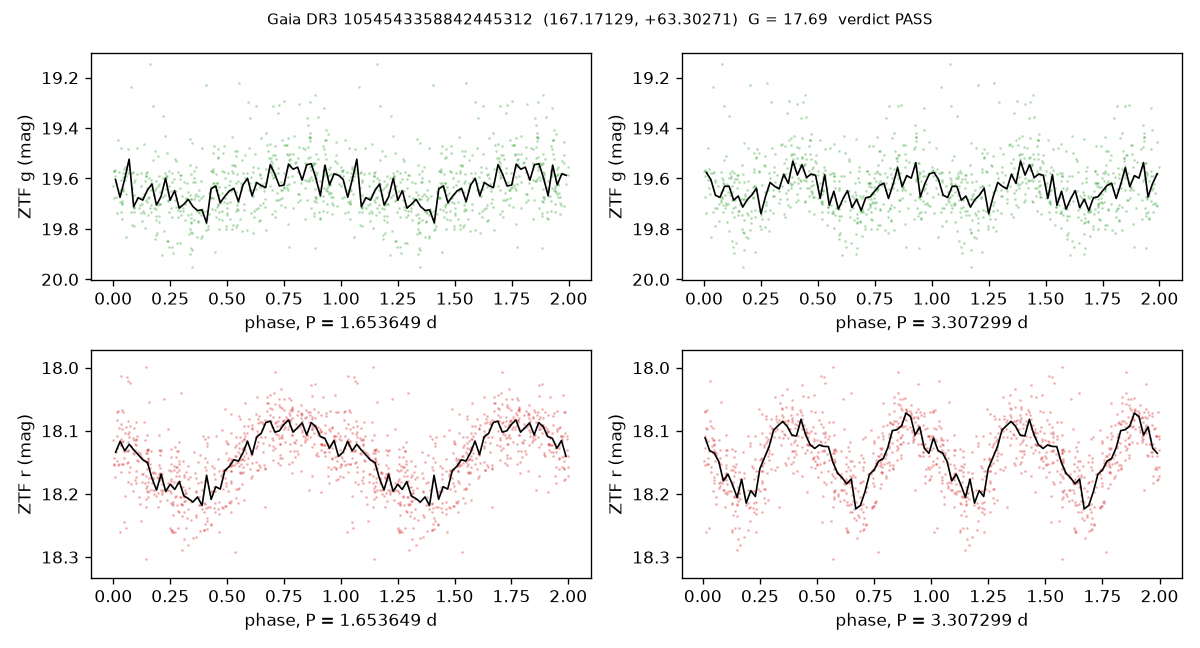 Gaia DR3 1054543358842445312 (167.17129, +63.30271) G = 17.69 verdict PASS
ZTF g (mag)
19.2
19.4
19.6
19.8
20.0
0.00 0.25 0.50 0.75 1.00 1.25 1.50 1.75 2.00
phase, P = 1.653649 d
ZTF g (mag)
19.2
19.4
19.6
19.8
20.0
0.00 0.25 0.50 0.75 1.00 1.25 1.50 1.75 2.00
phase, P = 3.307299 d
ZTF r (mag)
18.0
18.1
18.2
18.3
0.00 0.25 0.50 0.75 1.00 1.25 1.50 1.75 2.00
phase, P = 1.653649 d
ZTF r (mag)
18.0
18.1
18.2
18.3
0.00 0.25 0.50 0.75 1.00 1.25 1.50 1.75 2.00
phase, P = 3.307299 d